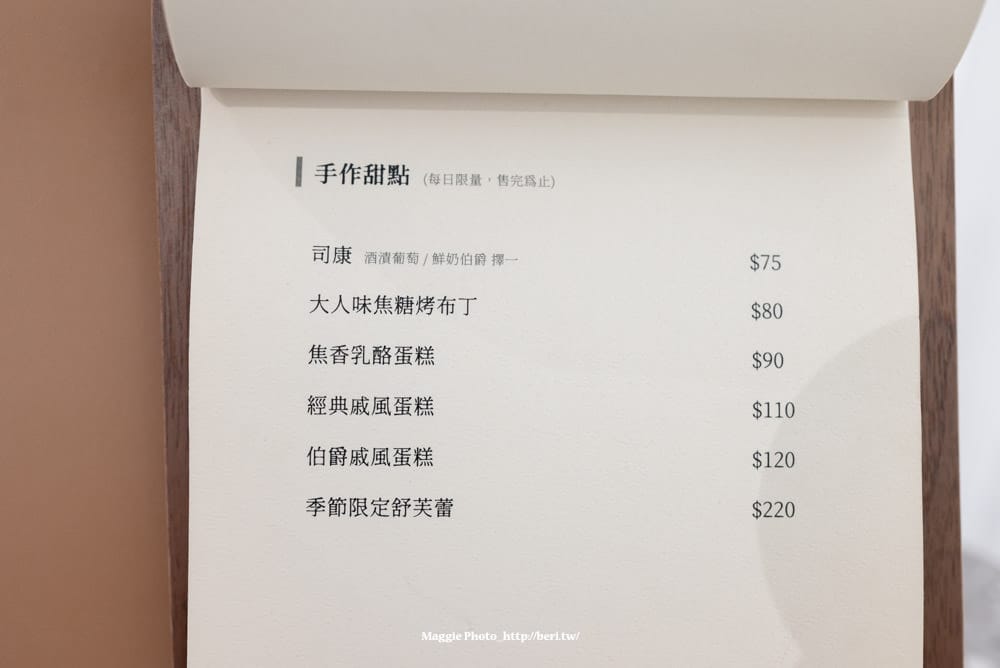 手作甜點 (每日限量，售完爲止)
司康 酒漬葡萄 / 鮮奶伯爵 擇一 $75
大人味焦糖烤布丁 $80
焦香乳酪蛋糕 $90
經典戚風蛋糕 $110
伯爵戚風蛋糕 $120
季節限定舒芙蕾 $220
Maggie Photo_http://beri.tw/